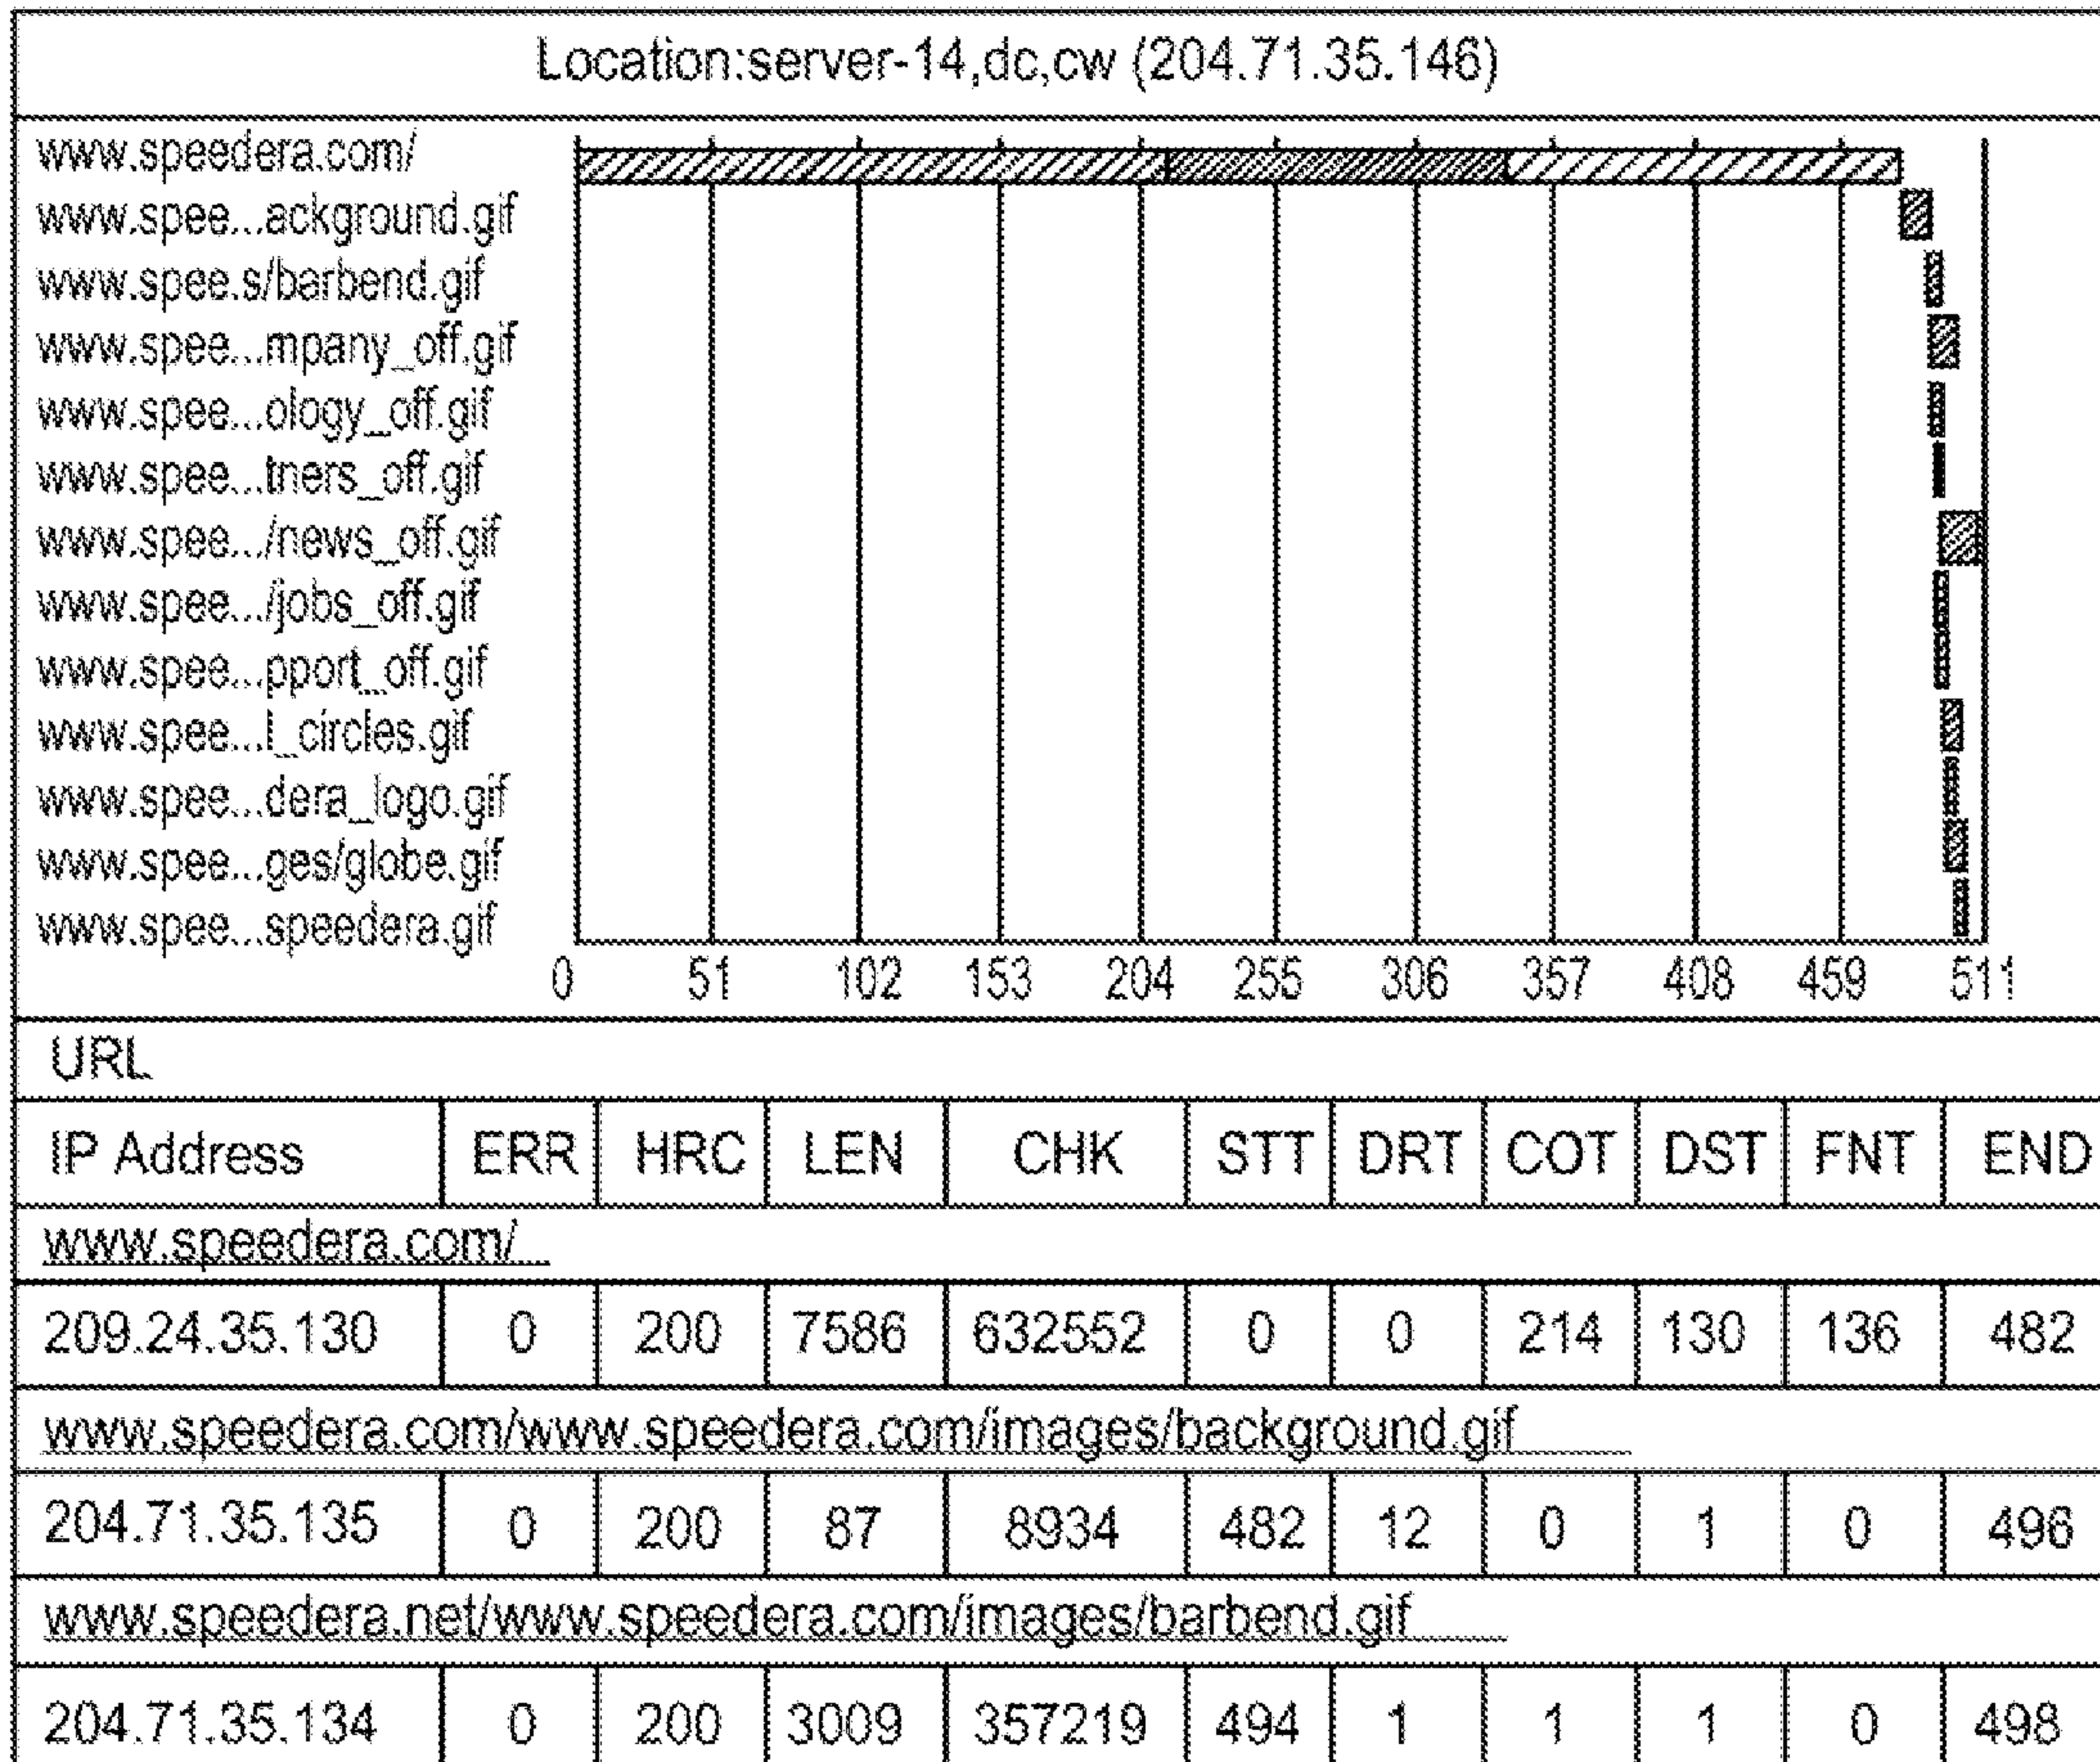 Location:server-14,dc,cw (204.71.35.146)
www.speedera.com/
www.spee...ackground.gif
www.spee.s/barbend.gif
www.spee...mpany_off.gif
www.spee...ology_off.gif
www.spee...tners_off.gif
www.spee.../news_off.gif
www.spee.../jobs_off.gif
www.spee...pport_off.gif
www.spee...l_circles.gif
www.spee...dera_logo.gif
www.spee...ges/globe.gif
www.spee...speedera.gif
0 51 102 153 204 255 306 357 408 459 511
URL
IP Address ERR HRC LEN CHK STT DRT COT DST FNT END
www.speedera.com/
209.24.35.130 0 200 7586 632552 0 0 214 130 136 482
www.speedera.com/www.speedera.com/images/background.gif
204.71.35.135 0 200 87 8934 482 12 0 1 0 496
www.speedera.net/www.speedera.com/images/barbend.gif
204.71.35.134 0 200 3009 357219 494 1 1 1 0 498